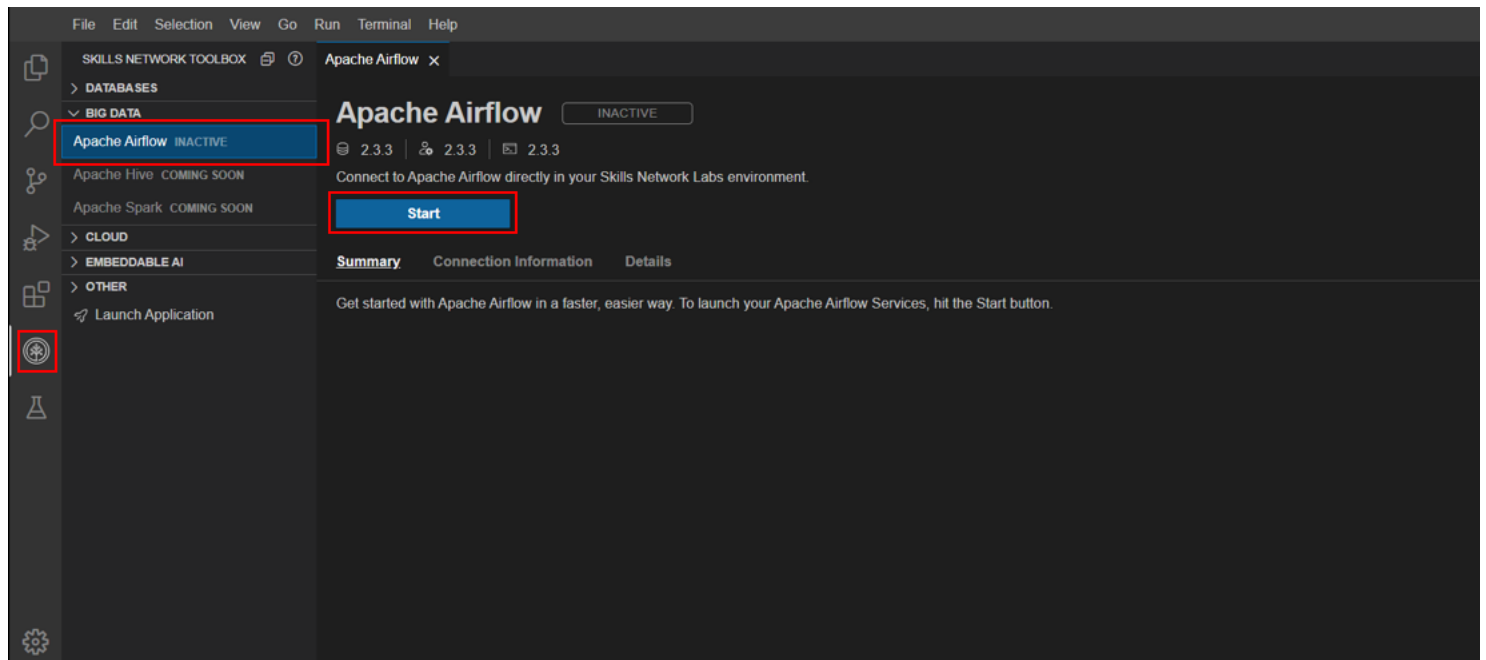 File Edit Selection View Go Run Terminal Help
SKILLS NETWORK TOOLBOX
DATABASES
BIG DATA
Apache Airflow INACTIVE
Apache Hive COMING SOON
Apache Spark COMING SOON
CLOUD
EMBEDDABLE AI
OTHER
Launch Application
Apache Airflow
Apache Airflow INACTIVE
2.3.3 2.3.3 2.3.3
Connect to Apache Airflow directly in your Skills Network Labs environment.
Start
Summary Connection Information Details
Get started with Apache Airflow in a faster, easier way. To launch your Apache Airflow Services, hit the Start button.